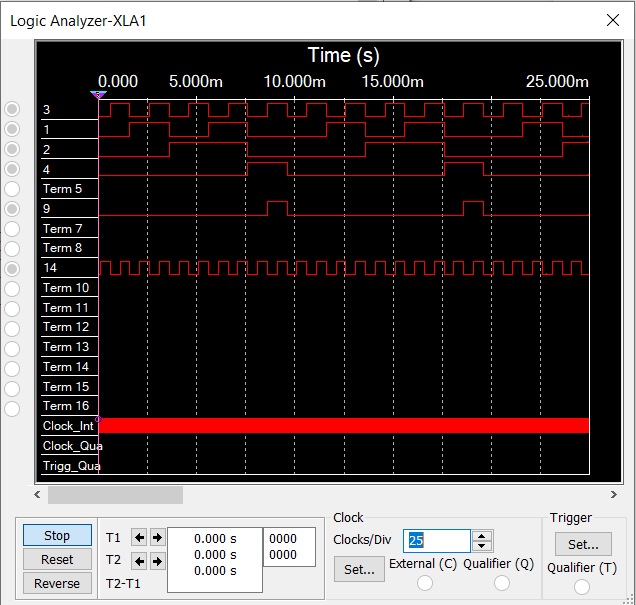 Logic Analyzer-XLA1
Time (s)
0.000 5.000m 10.000m 15.000m 25.000m
3
1
2
4
Term 5
9
Term 7
Term 8
14
Term 10
Term 11
Term 12
Term 13
Term 14
Term 15
Term 16
Clock_Int
Clock_Qua
Trigg_Qua
Stop
Reset
Reverse
T1 0.000 s 0000
T2 0.000 s 0000
T2-T1 0.000 s
Clock
Clocks/Div 25
Set...
External (C) Qualifier (Q)
Trigger
Set...
Qualifier (T)